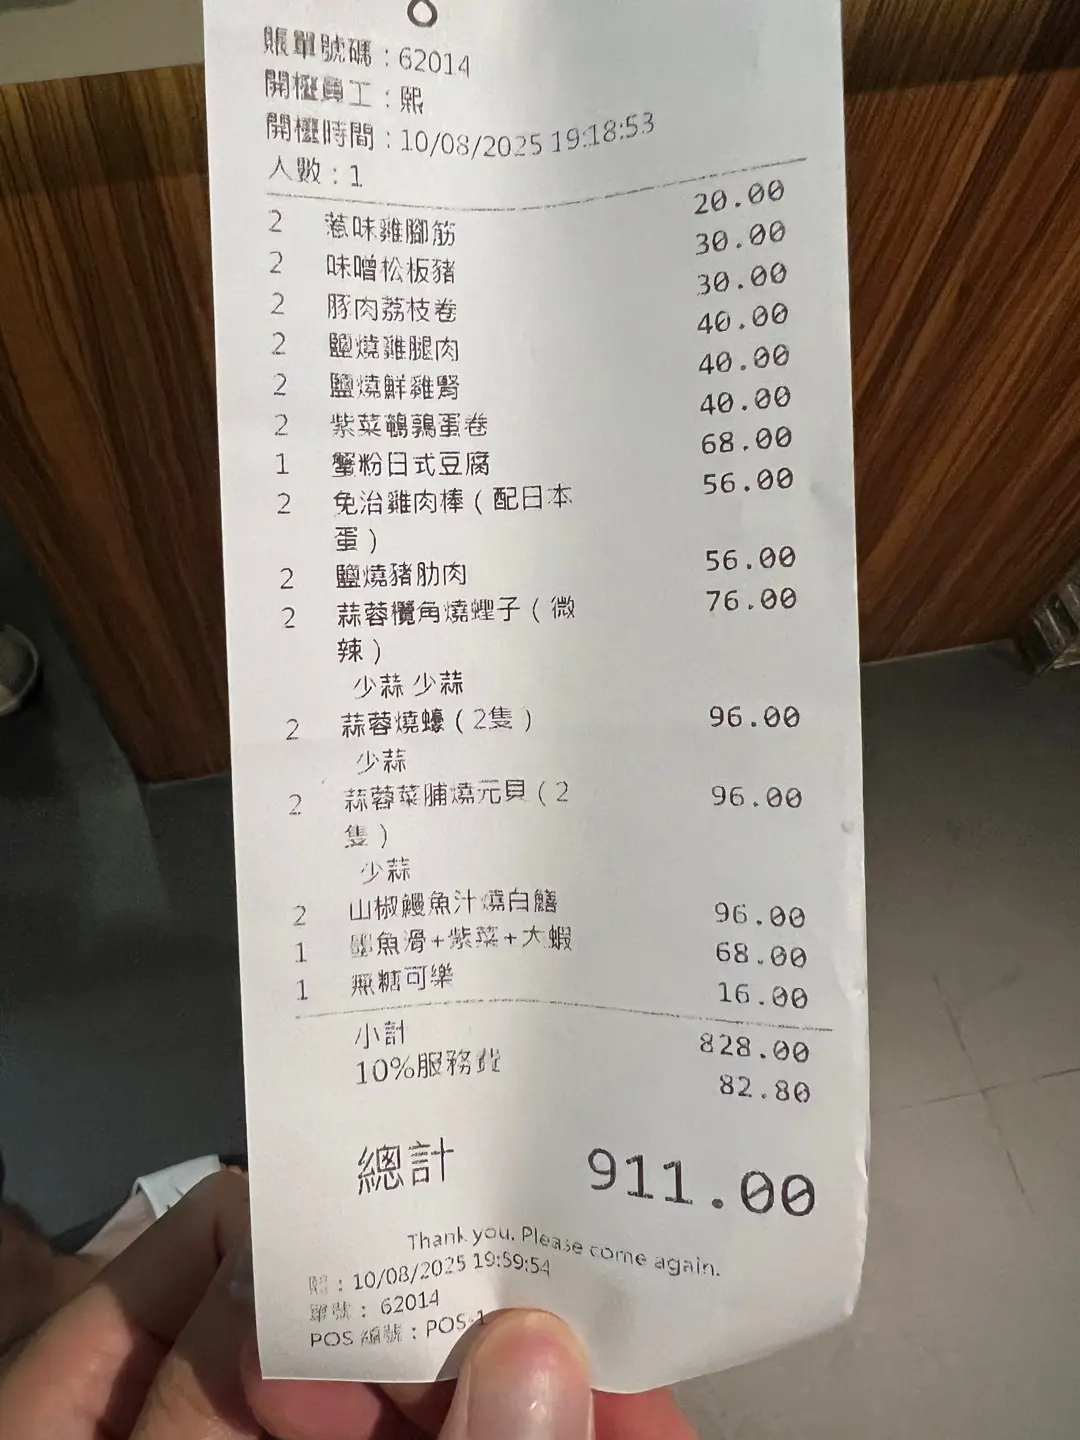 8
賬單號碼：62014
開檯員工：熙
開檯時間：10/08/2025 19:18:53
人數：1
2 惹味雞腳筋 20.00
2 味噌松板豬 30.00
2 豚肉荔枝卷 30.00
2 鹽燒雞腿肉 40.00
2 鹽燒鮮雞腎 40.00
2 紫菜鵪鶉蛋卷 40.00
1 蟹粉日式豆腐 68.00
2 免治雞肉棒（配日本 56.00
蛋）
2 鹽燒豬肋肉 56.00
2 蒜蓉欖角燒蟶子（微 76.00
辣）
少蒜 少蒜
2 蒜蓉燒蠔（2隻） 96.00
少蒜
2 蒜蓉菜脯燒元貝（2 96.00
隻）
少蒜
2 山椒鰻魚汁燒白鱔 96.00
1 墨魚滑+紫菜+大蝦 68.00
1 無糖可樂 16.00
小計 828.00
10%服務費 82.80
總計 911.00
Thank you. Please come again.
：10/08/2025 19:59:54
單號：62014
POS 編號：POS-1